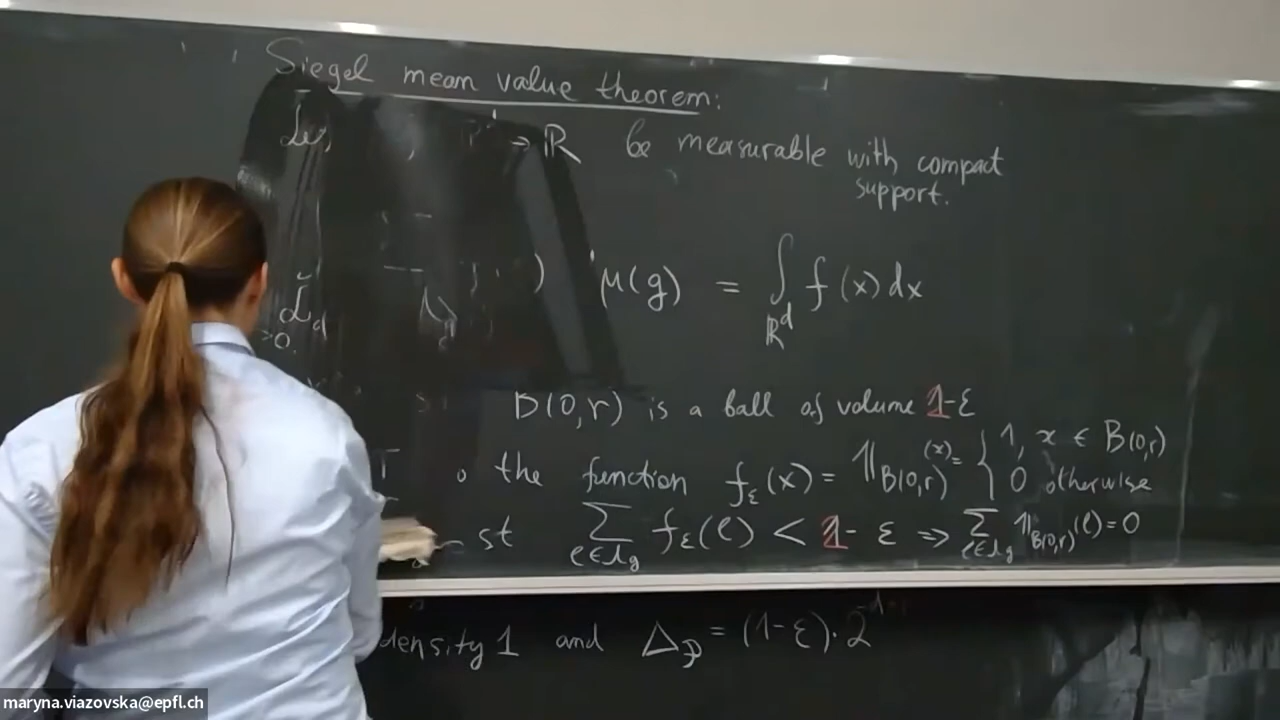 Siegel mean value theorem:
→ ℝ be measurable with compact
support.
) μ(g) = ∫_{ℝ^d} f(x)dx
>0.
B(0,r) is a ball of volume 1-ε
the function f_ε(x) = 𝟙_{B(0,r)}(x) = { 1, x ∈ B(0,r)
0 otherwise
st ∑_{ℓ∈Λ_g} f_ε(ℓ) < 1-ε ⇒ ∑_{ℓ∈Λ_g} 𝟙_{B(0,r)}(ℓ)=0
density 1 and Δ_P = (1-ε)·2^{-d}
maryna.viazovska@epfl.ch